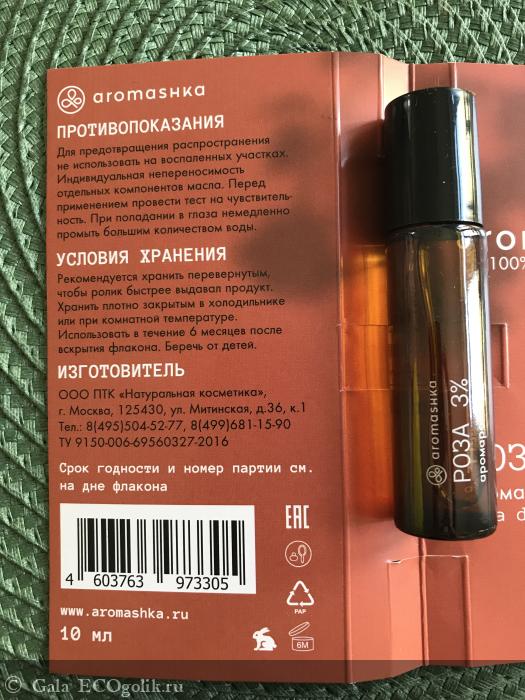 aromaшка
ПРОТИВОПОКАЗАНИЯ
Для предотвращения распространения
не использовать на воспаленных участках.
Индивидуальная непереносимость
отдельных компонентов масла. Перед
применением провести тест на чувствитель-
ность. При попадании в глаза немедленно
промыть большим количеством воды.
УСЛОВИЯ ХРАНЕНИЯ
Рекомендуется хранить перевернутым,
чтобы ролик быстрее выдавал продукт.
Хранить плотно закрытым в холодильнике
или при комнатной температуре.
Использовать в течение 6 месяцев после
вскрытия флакона. Беречь от детей.
ИЗГОТОВИТЕЛЬ
ООО ПТК «Натуральная косметика»,
г. Москва, 125430, ул. Митинская, д.36, к.1
Тел.: 8(495)504-52-77, 8(499)681-15-90
ТУ 9150-006-69560327-2016
Срок годности и номер партии см.
на дне флакона
EAC
4 603763 973305
PAP
www.aromashka.ru
10 мл
6M
aromaшка
РОЗА 3%
100%
© Gala ECOgolik.ru